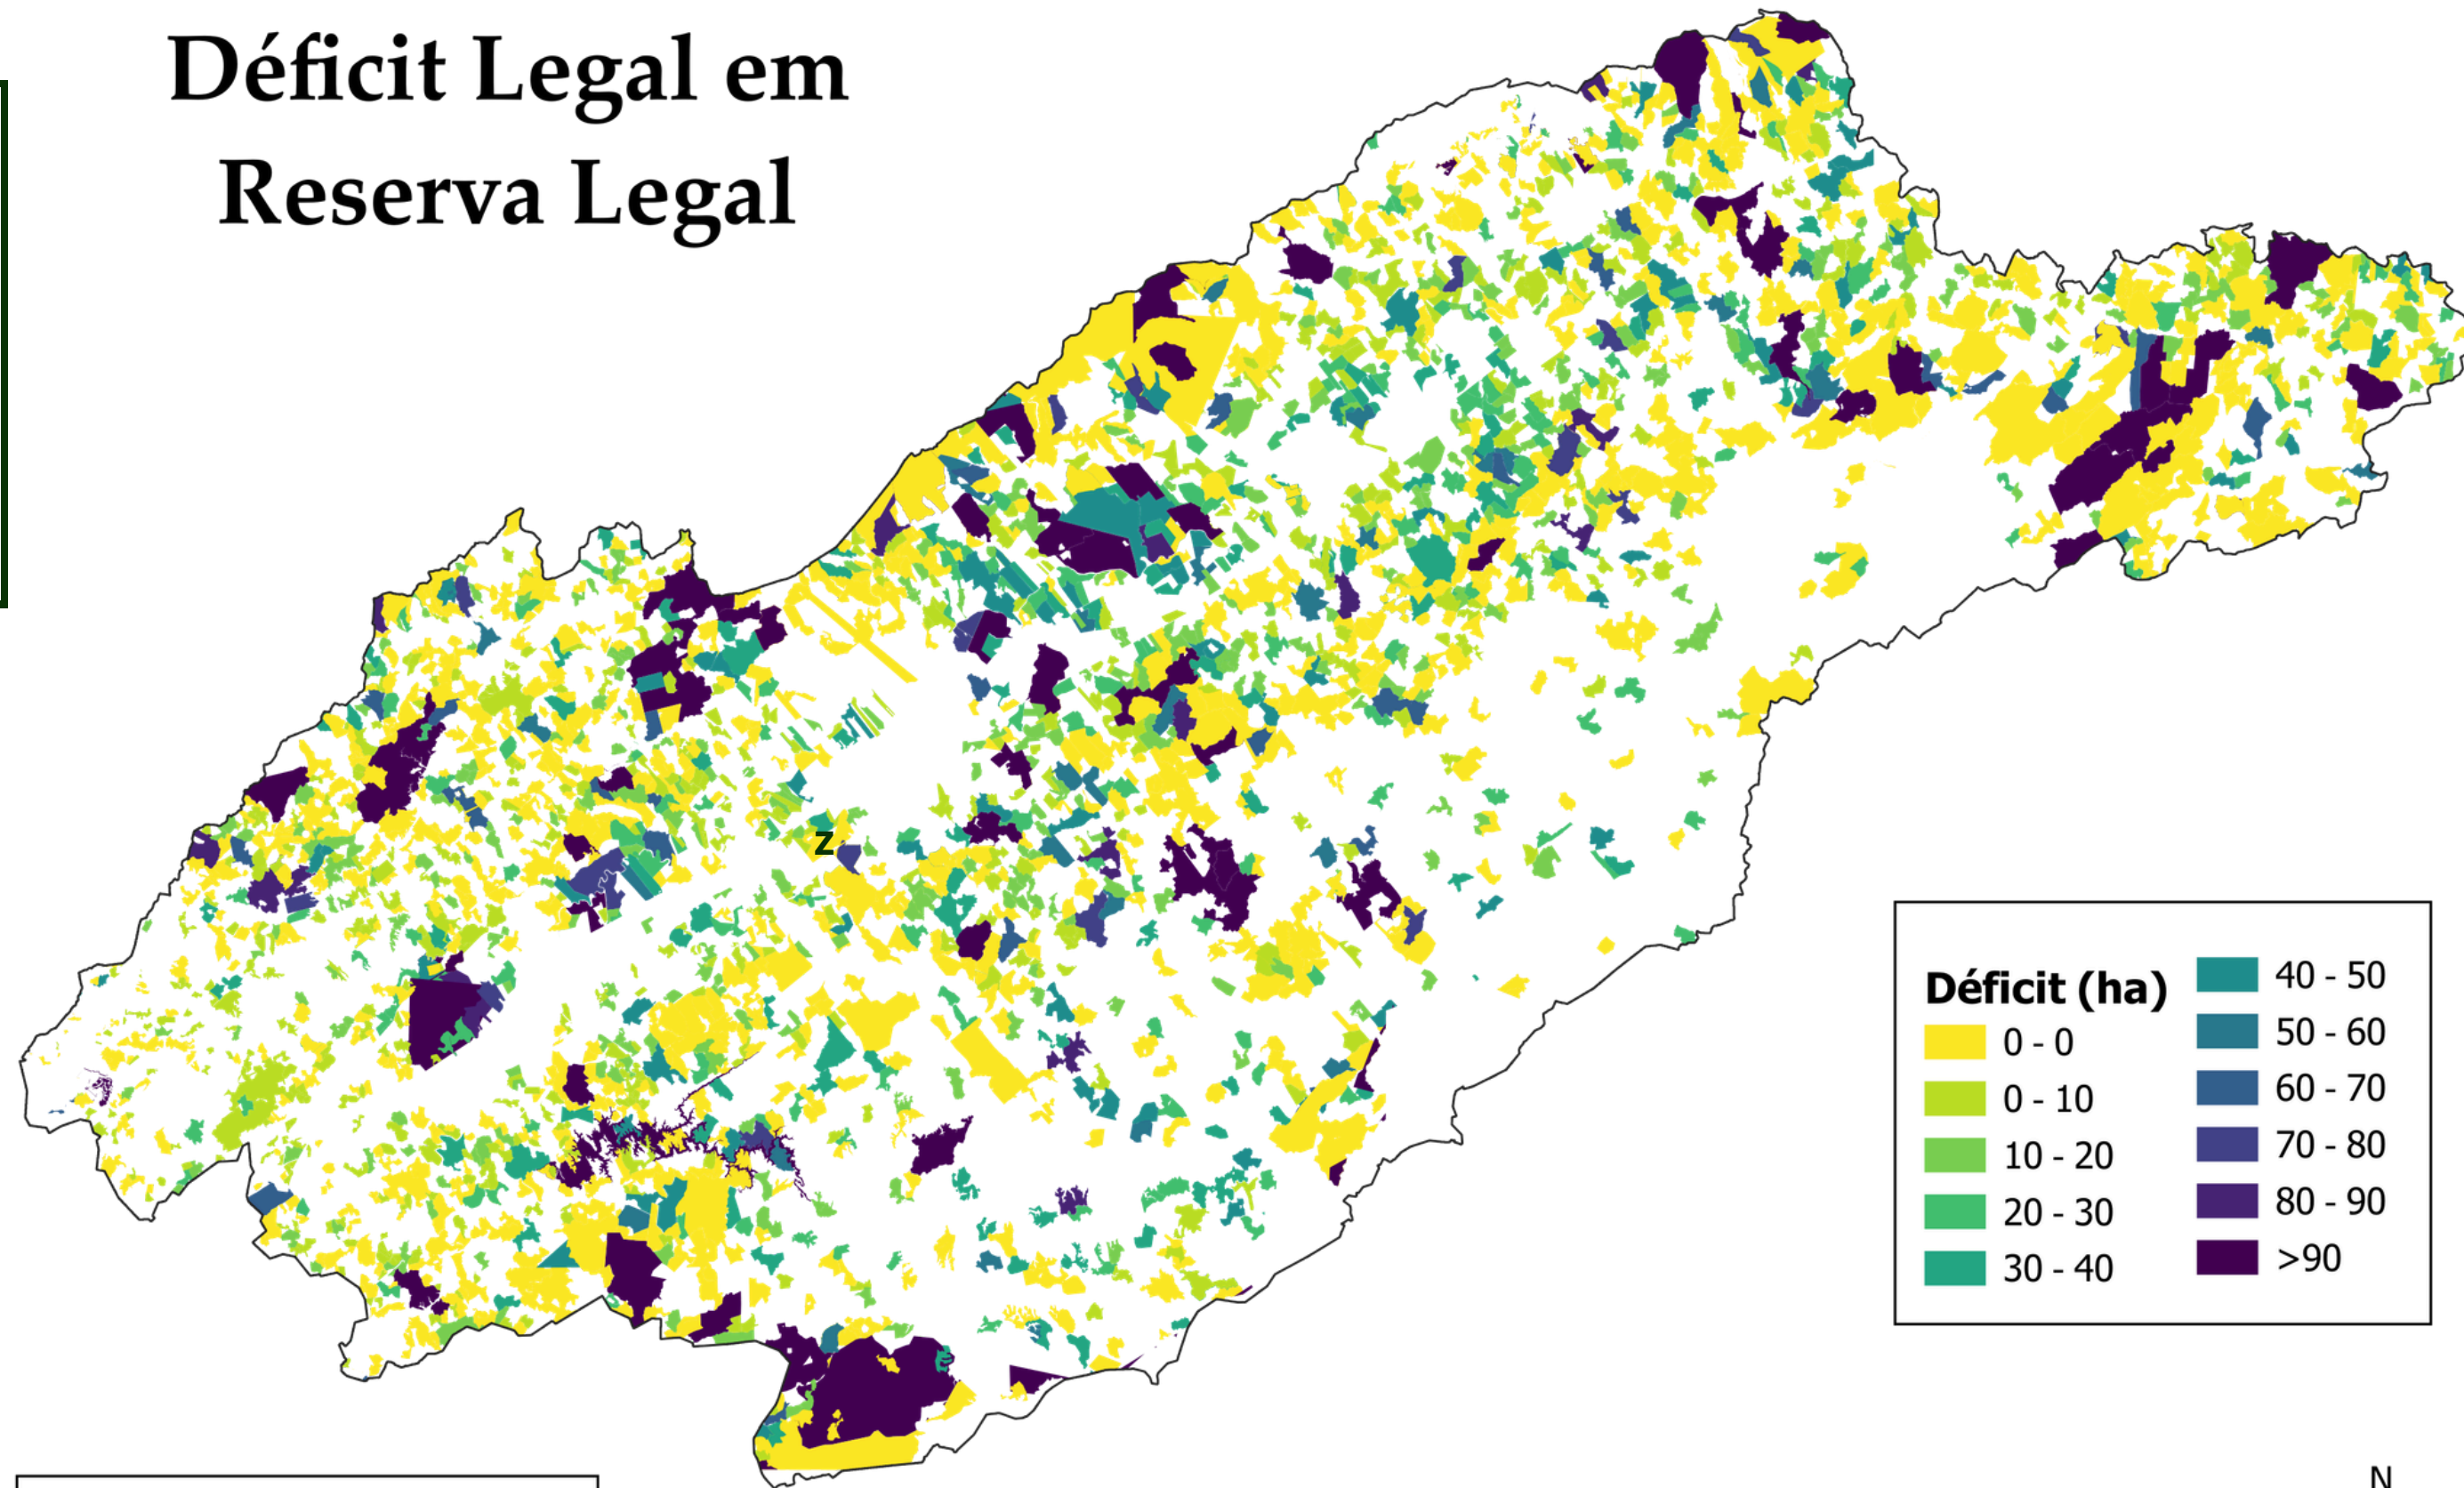 Déficit Legal em
Reserva Legal
z
Déficit (ha)
0 - 0
0 - 10
10 - 20
20 - 30
30 - 40
40 - 50
50 - 60
60 - 70
70 - 80
80 - 90
>90
N